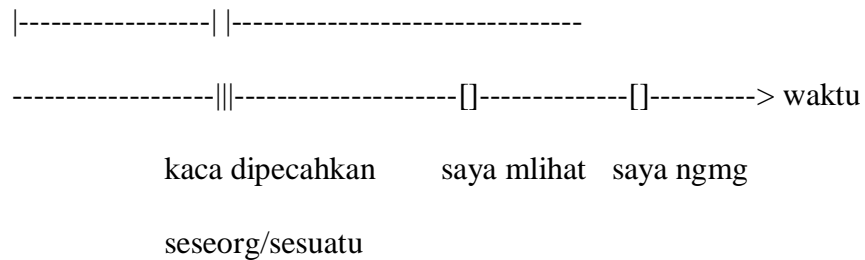 |------------------| |---------------------------------
-------------------|||---------------------[]--------------[]----------> waktu
kaca dipecahkan saya mlihat saya ngmg
seseorg/sesuatu